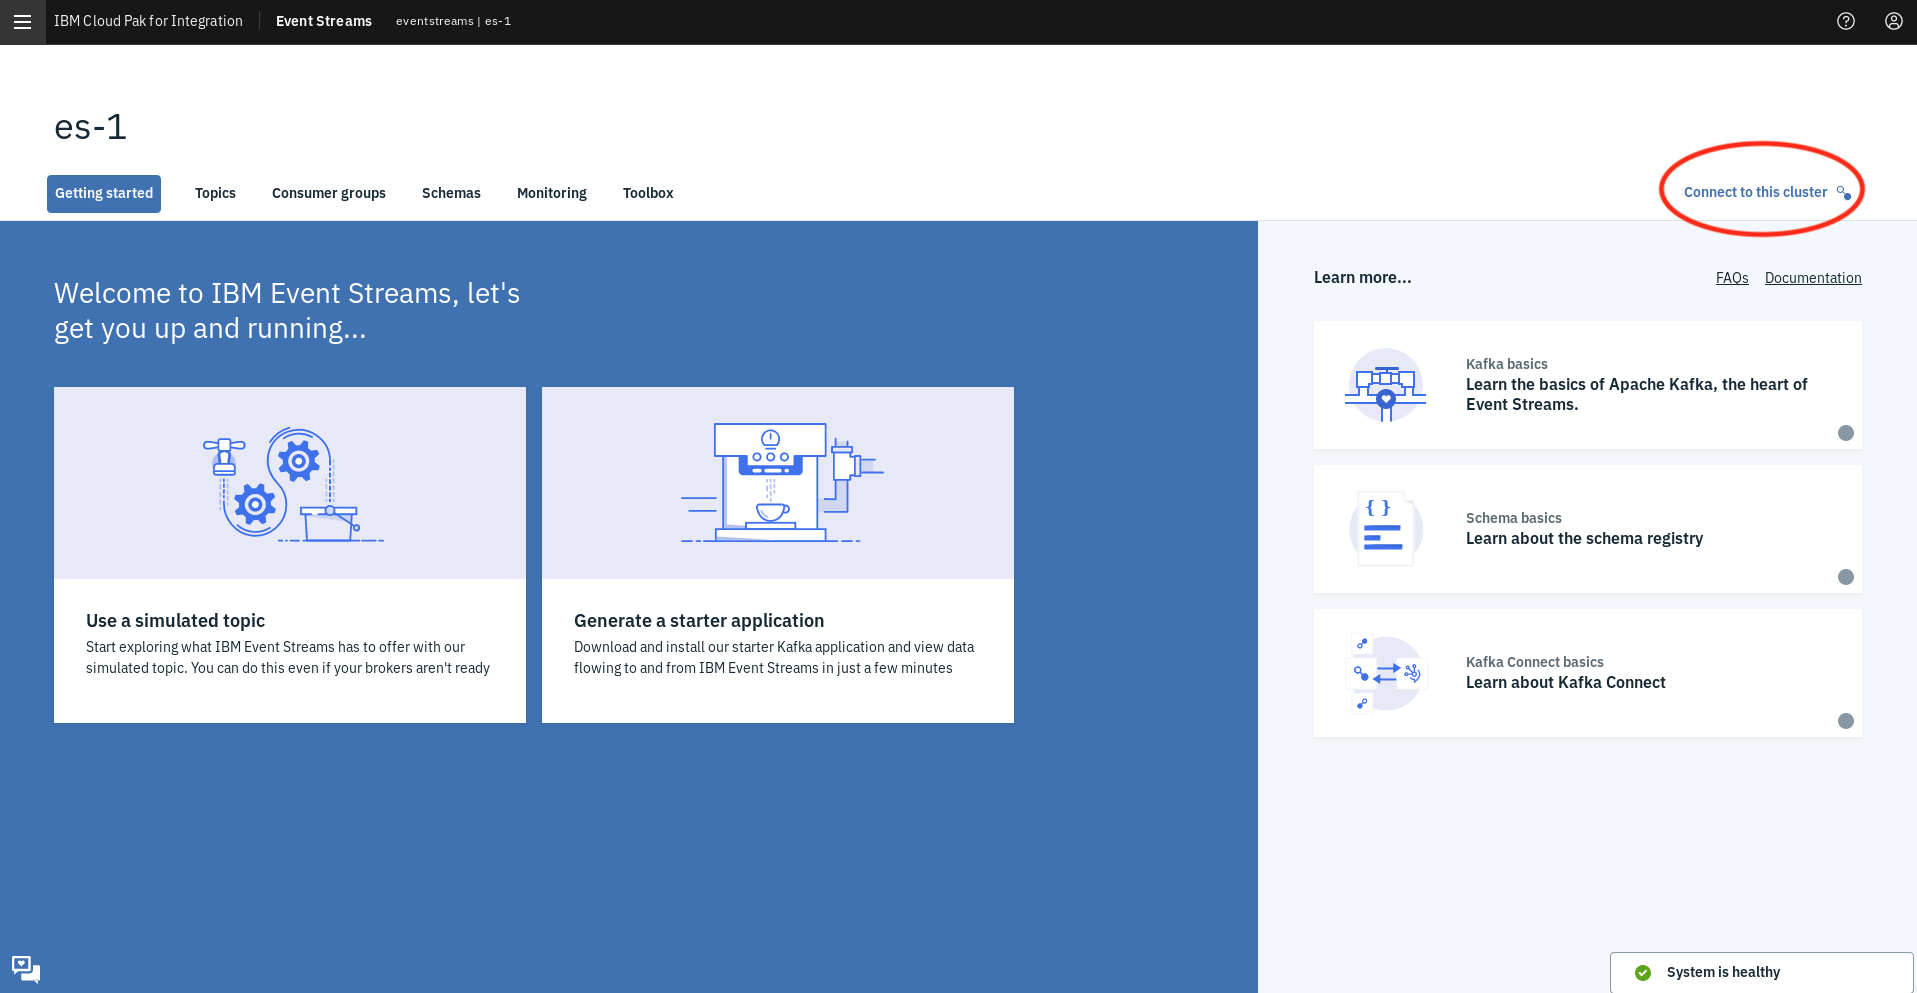 IBM Cloud Pak for Integration
Event Streams
eventstreams | es-1
es-1
Getting started
Topics
Consumer groups
Schemas
Monitoring
Toolbox
Connect to this cluster
Welcome to IBM Event Streams, let's
get you up and running...
Use a simulated topic
Start exploring what IBM Event Streams has to offer with our
simulated topic. You can do this even if your brokers aren't ready
Generate a starter application
Download and install our starter Kafka application and view data
flowing to and from IBM Event Streams in just a few minutes
Learn more...
FAQs
Documentation
Kafka basics
Learn the basics of Apache Kafka, the heart of
Event Streams.
{ }
Schema basics
Learn about the schema registry
Kafka Connect basics
Learn about Kafka Connect
System is healthy